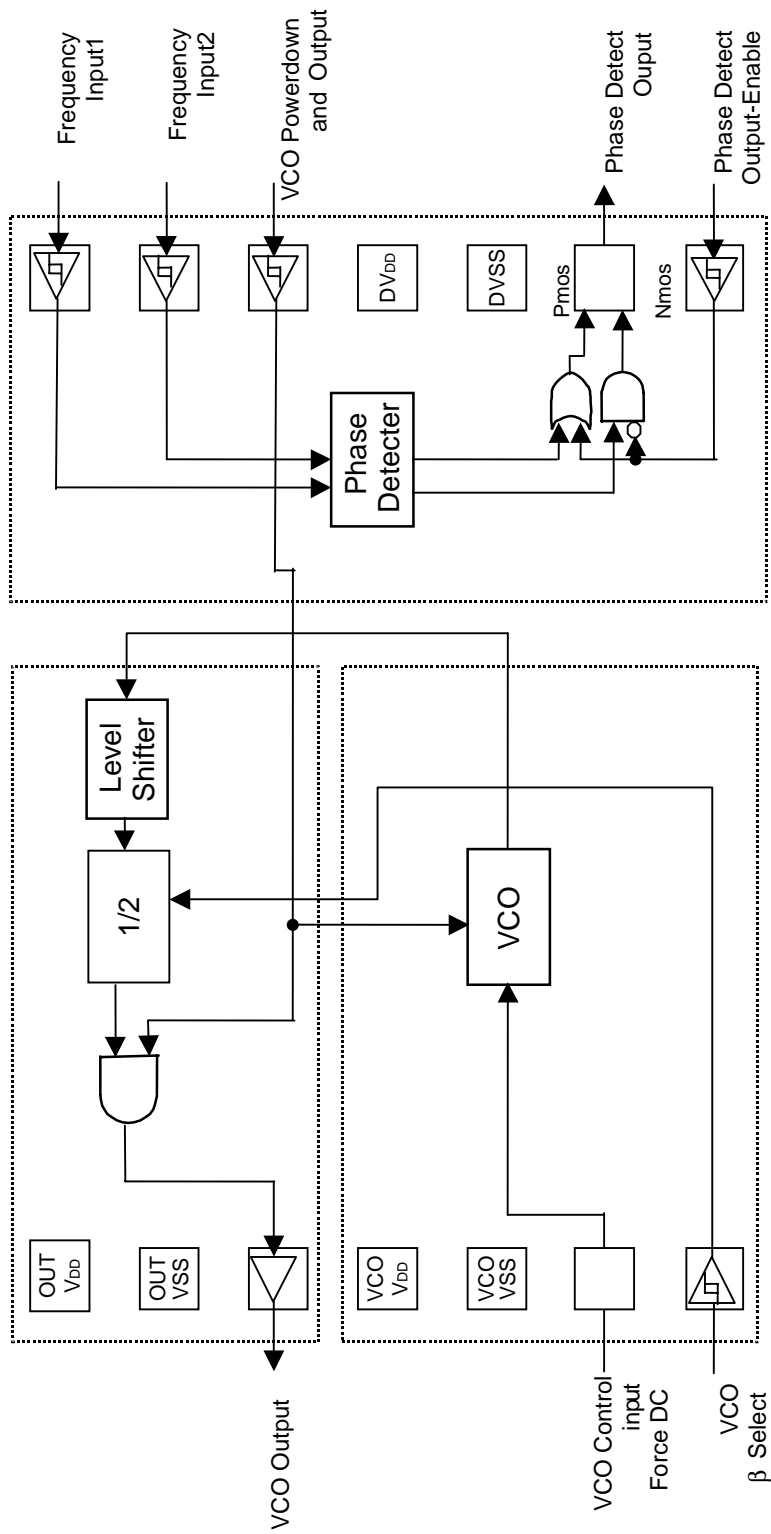 Frequency
Input1
Frequency
Input2
VCO Powerdown
and Output
Phase Detect
Ouput
Phase Detect
Output-Enable
DVDD
DVSS
Pmos
Nmos
Phase
Detecter
Level
Shifter
1/2
VCO
OUT
VDD
OUT
VSS
VCO
VDD
VCO
VSS
VCO Output
VCO Control
input
Force DC
VCO
β Select